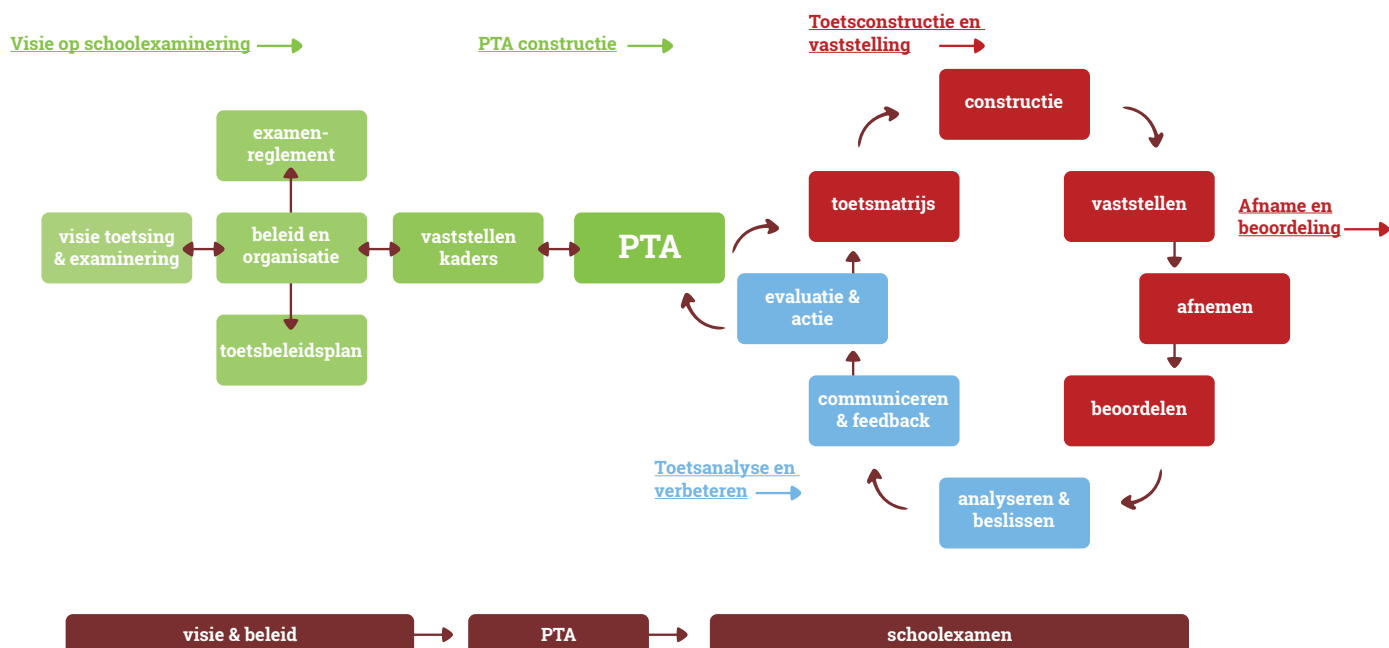 Visie op schoolexaminering
PTA constructie
Toetsconstructie en
vaststelling
constructie
examen-
reglement
toetsmatrijs
vaststellen
Afname en
beoordeling
visie toetsing
& examinering
beleid en
organisatie
vaststellen
kaders
PTA
evaluatie &
actie
afnemen
toetsbeleidsplan
communiceren
& feedback
beoordelen
Toetsanalyse en
verbeteren
analyseren &
beslissen
visie & beleid
PTA
schoolexamen